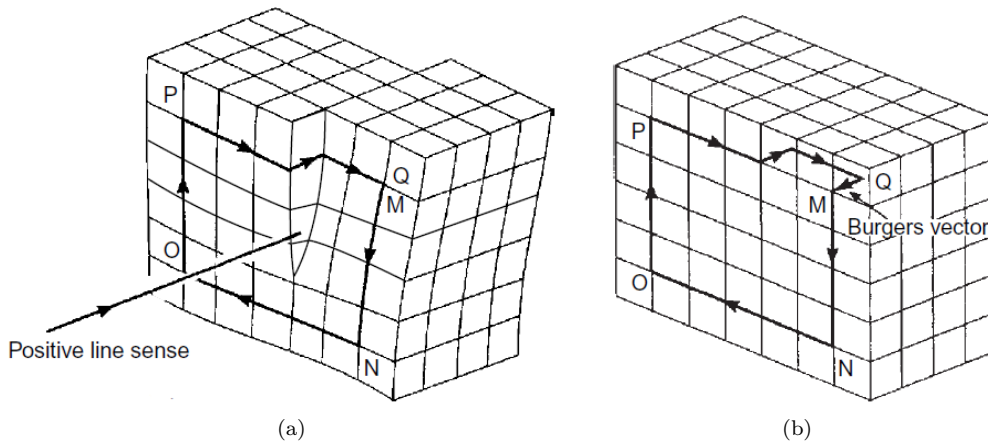 P
Q
M
O
Positive line sense
N
(a)
P
Q
M
Burgers vector
O
N
(b)